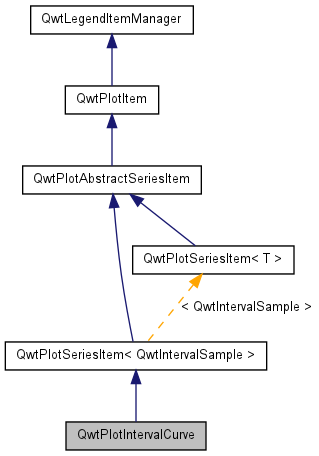 QwtLegendItemManager
QwtPlotItem
QwtPlotAbstractSeriesItem
QwtPlotSeriesItem< T >
< QwtIntervalSample >
QwtPlotSeriesItem< QwtIntervalSample >
QwtPlotIntervalCurve